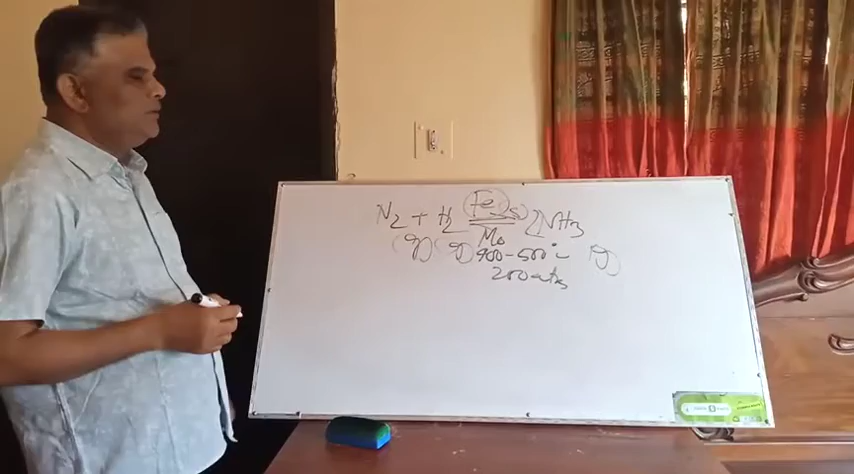 N₂ + H₂ Fe 2NH₃
(g) (g) Mo (g)
400-500°C
200 atm